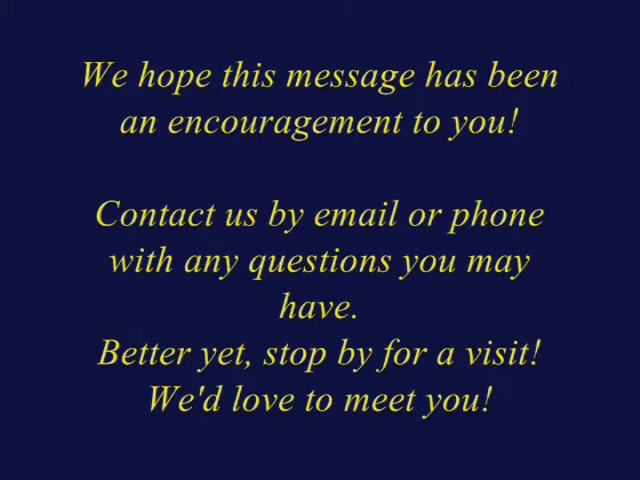 We hope this message has been
an encouragement to you!
Contact us by email or phone
with any questions you may
have.
Better yet, stop by for a visit!
We'd love to meet you!